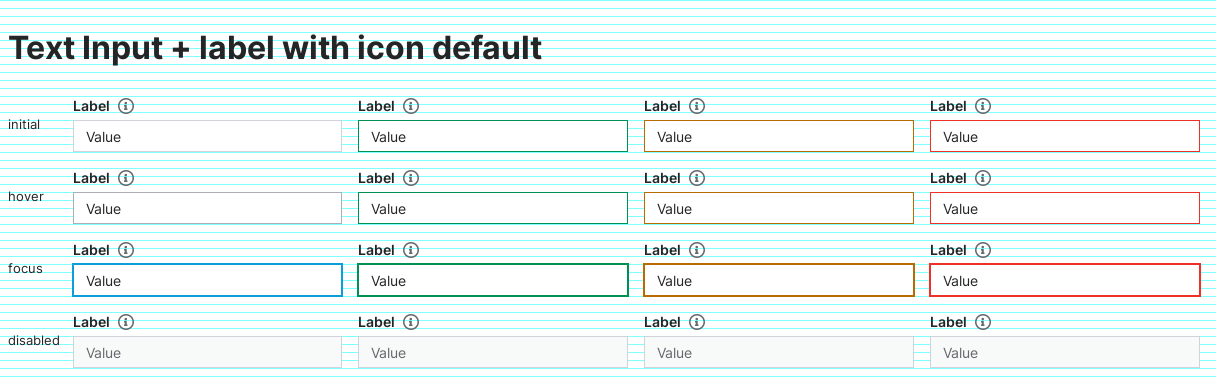 Text Input + label with icon default
Label Label Label Label
initial Value Value Value Value
Label Label Label Label
hover Value Value Value Value
Label Label Label Label
focus Value Value Value Value
Label Label Label Label
disabled Value Value Value Value